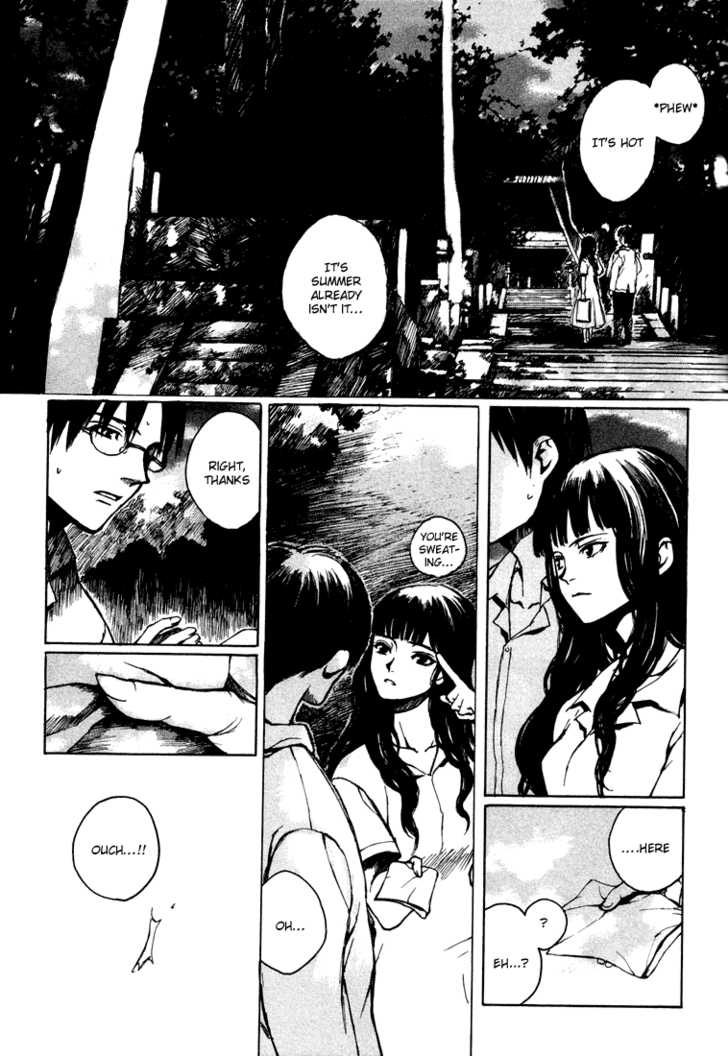 *PHEW*
IT'S HOT
IT'S
SUMMER
ALREADY
ISN'T IT...
....HERE
?
EH...?
YOU'RE
SWEAT-
ING...
OH...
RIGHT,
THANKS
OUCH...!!